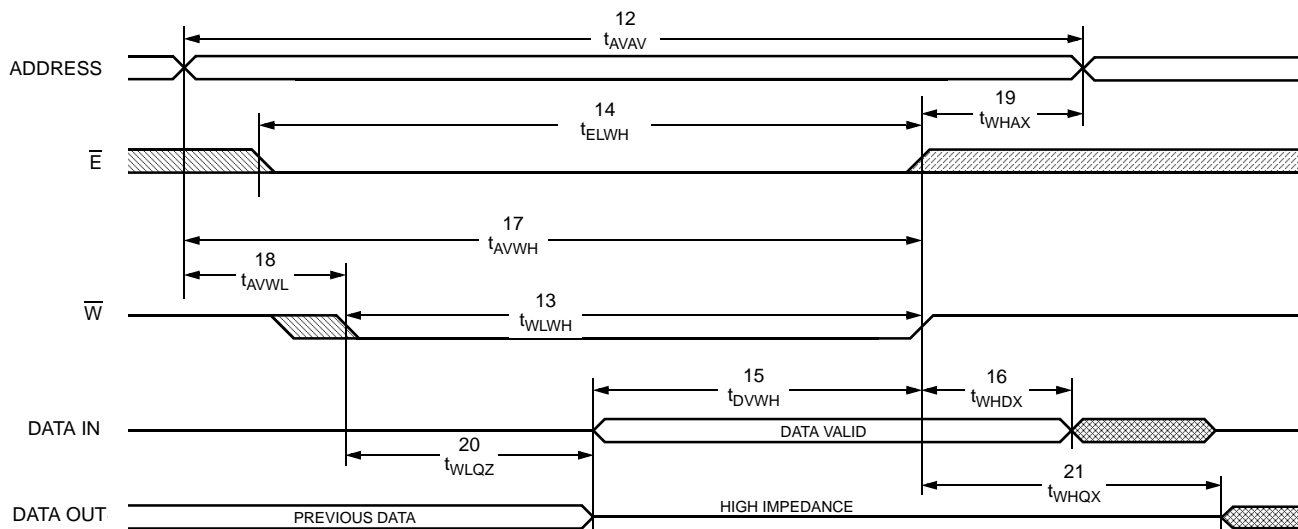 12
tAVAV
ADDRESS
14
tELWH
19
tWHAX
E
17
tAVWH
18
tAVWL
W
13
tWLWH
15
tDVWH
16
tWHDX
DATA IN
DATA VALID
20
tWLQZ
21
tWHQX
DATA OUT
PREVIOUS DATA
HIGH IMPEDANCE